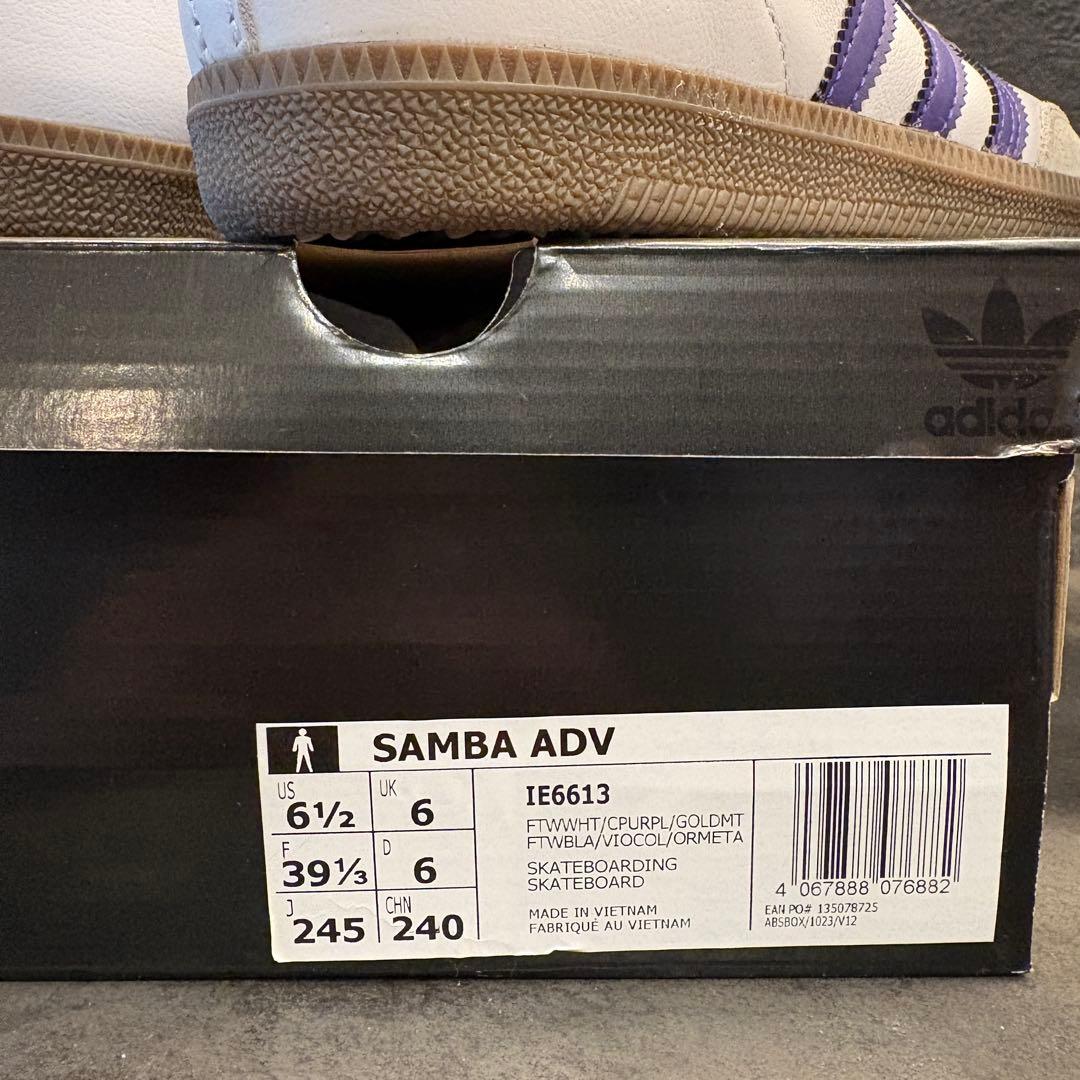 adidas
SAMBA ADV
US
6½
UK
6
F
39⅓
D
6
J
245
CHN
240
IE6613
FTWWHT/CPURPL/GOLDMT
FTWBLA/VIOCOL/ORMETA
SKATEBOARDING
SKATEBOARD
MADE IN VIETNAM
FABRIQUÉ AU VIETNAM
4 067888 076882
EAN PO# 135078725
ABSBOX/1023/V12